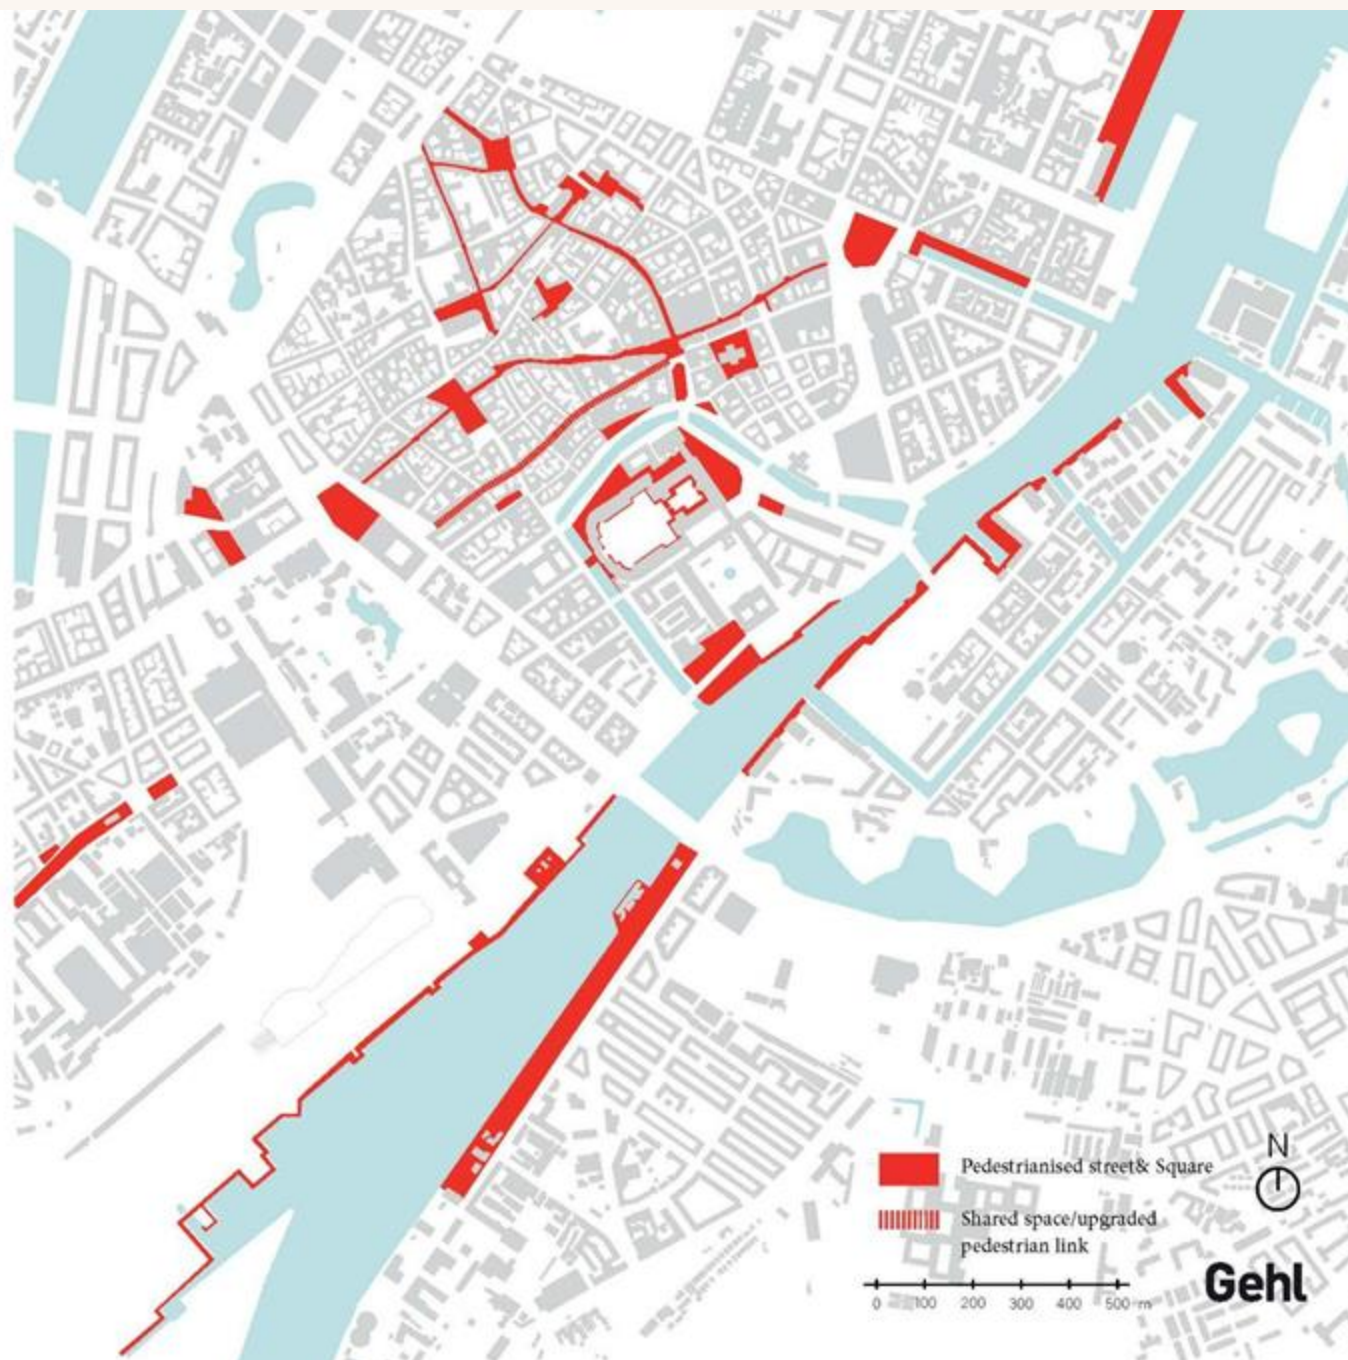 Pedestrianised street& Square
Shared space/upgraded
pedestrian link
N
0 100 200 300 400 500 m
Gehl